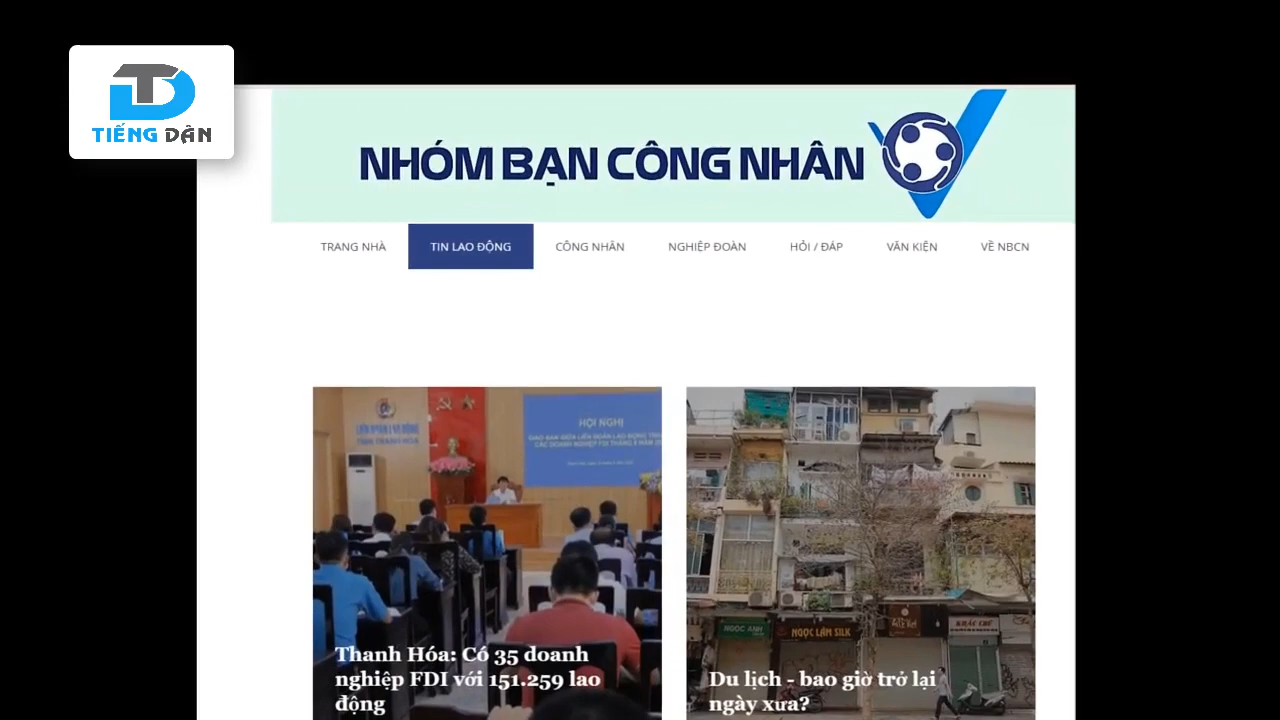 TIẾNG DÂN
NHÓM BẠN CÔNG NHÂN
TRANG NHÀ
TIN LAO ĐỘNG
CÔNG NHÂN
NGHIỆP ĐOÀN
HỎI / ĐÁP
VĂN KIỆN
VỀ NBCN
HỘI NGHỊ
Thanh Hóa: Có 35 doanh
nghiệp FDI với 151.259 lao
động
NGỌC ANH
NGỌC LÂM SILK
Du lịch - bao giờ trở lại
ngày xưa?